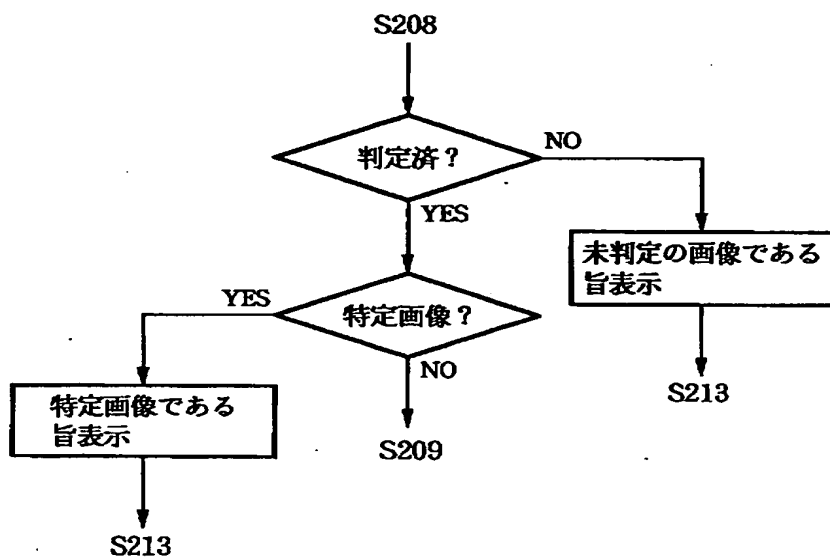 S208
判定済？
NO
YES
未判定の画像である
旨表示
YES
特定画像？
NO
S213
特定画像である
旨表示
S209
S213